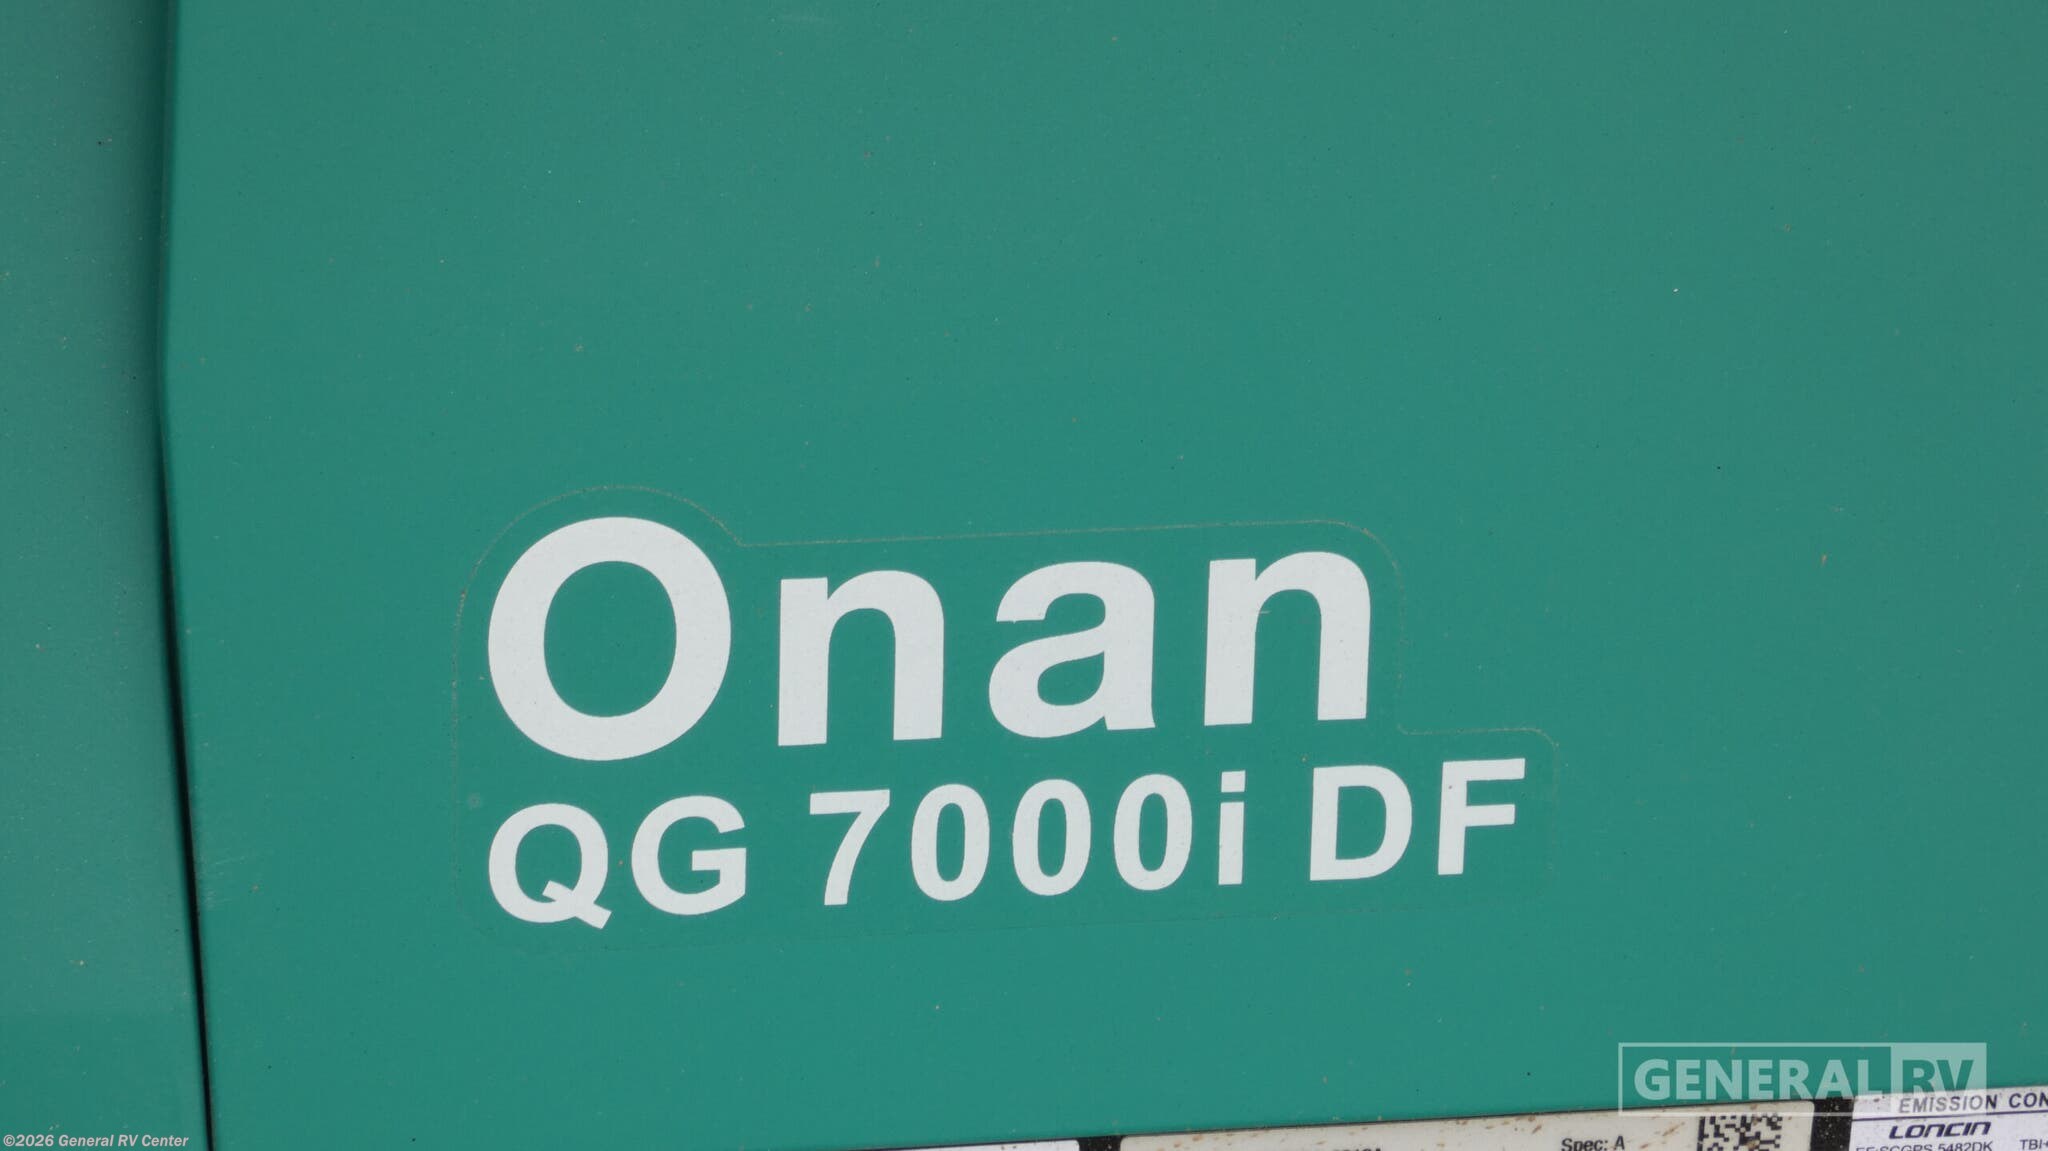 Onan
QG 7000i DF
GENERAL RV
EMISSION CON
LONCIN
Spec: A
©2026 General RV Center